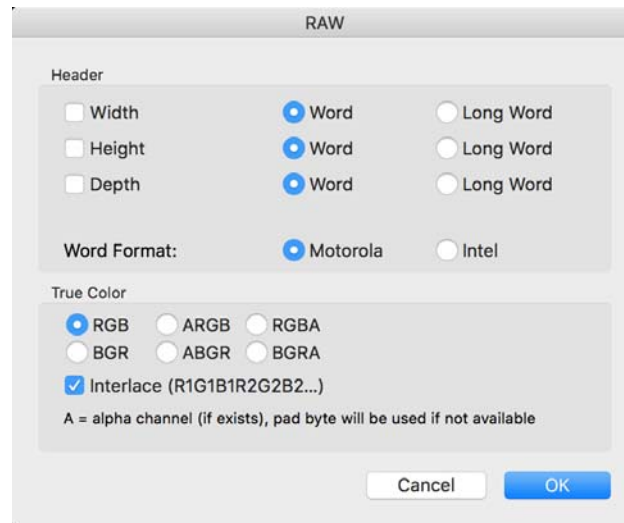 RAW
Header
Width Word Long Word
Height Word Long Word
Depth Word Long Word
Word Format: Motorola Intel
True Color
RGB ARGB RGBA
BGR ABGR BGRA
Interlace (R1G1B1R2G2B2...)
A = alpha channel (if exists), pad byte will be used if not available
Cancel OK